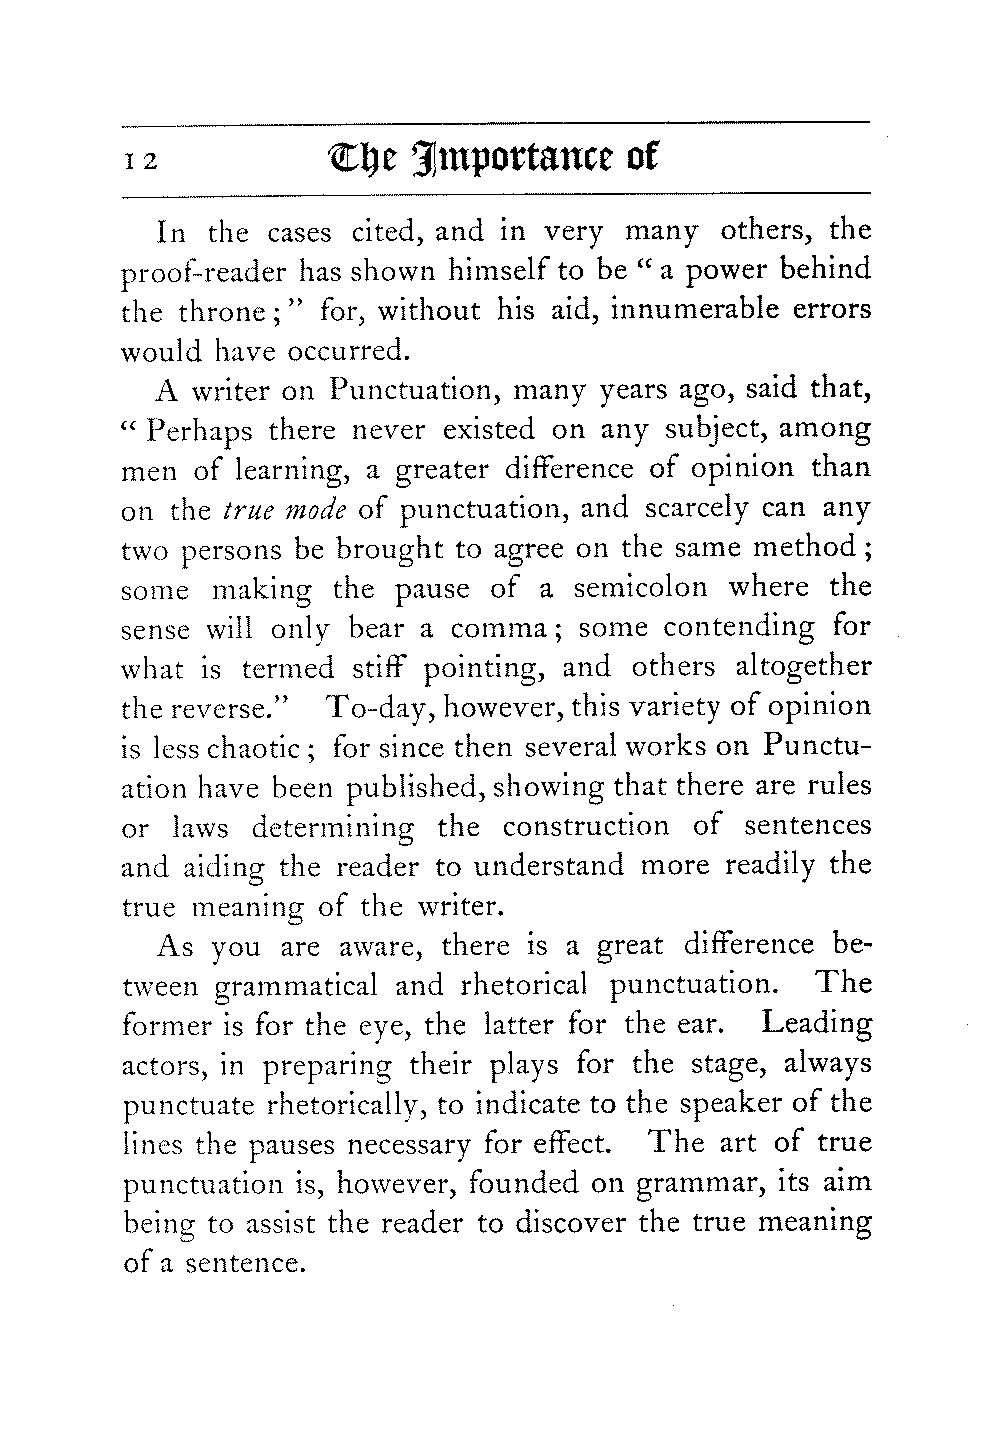 12 The Importance of
In the cases cited, and in very many others, the
proof-reader has shown himself to be “ a power behind
the throne ; ” for, without his aid, innumerable errors
would have occurred.
A writer on Punctuation, many years ago, said that,
“ Perhaps there never existed on any subject, among
men of learning, a greater difference of opinion than
on the true mode of punctuation, and scarcely can any
two persons be brought to agree on the same method ;
some making the pause of a semicolon where the
sense will only bear a comma ; some contending for
what is termed stiff pointing, and others altogether
the reverse.” To-day, however, this variety of opinion
is less chaotic ; for since then several works on Punctu-
ation have been published, showing that there are rules
or laws determining the construction of sentences
and aiding the reader to understand more readily the
true meaning of the writer.
As you are aware, there is a great difference be-
tween grammatical and rhetorical punctuation. The
former is for the eye, the latter for the ear. Leading
actors, in preparing their plays for the stage, always
punctuate rhetorically, to indicate to the speaker of the
lines the pauses necessary for effect. The art of true
punctuation is, however, founded on grammar, its aim
being to assist the reader to discover the true meaning
of a sentence.